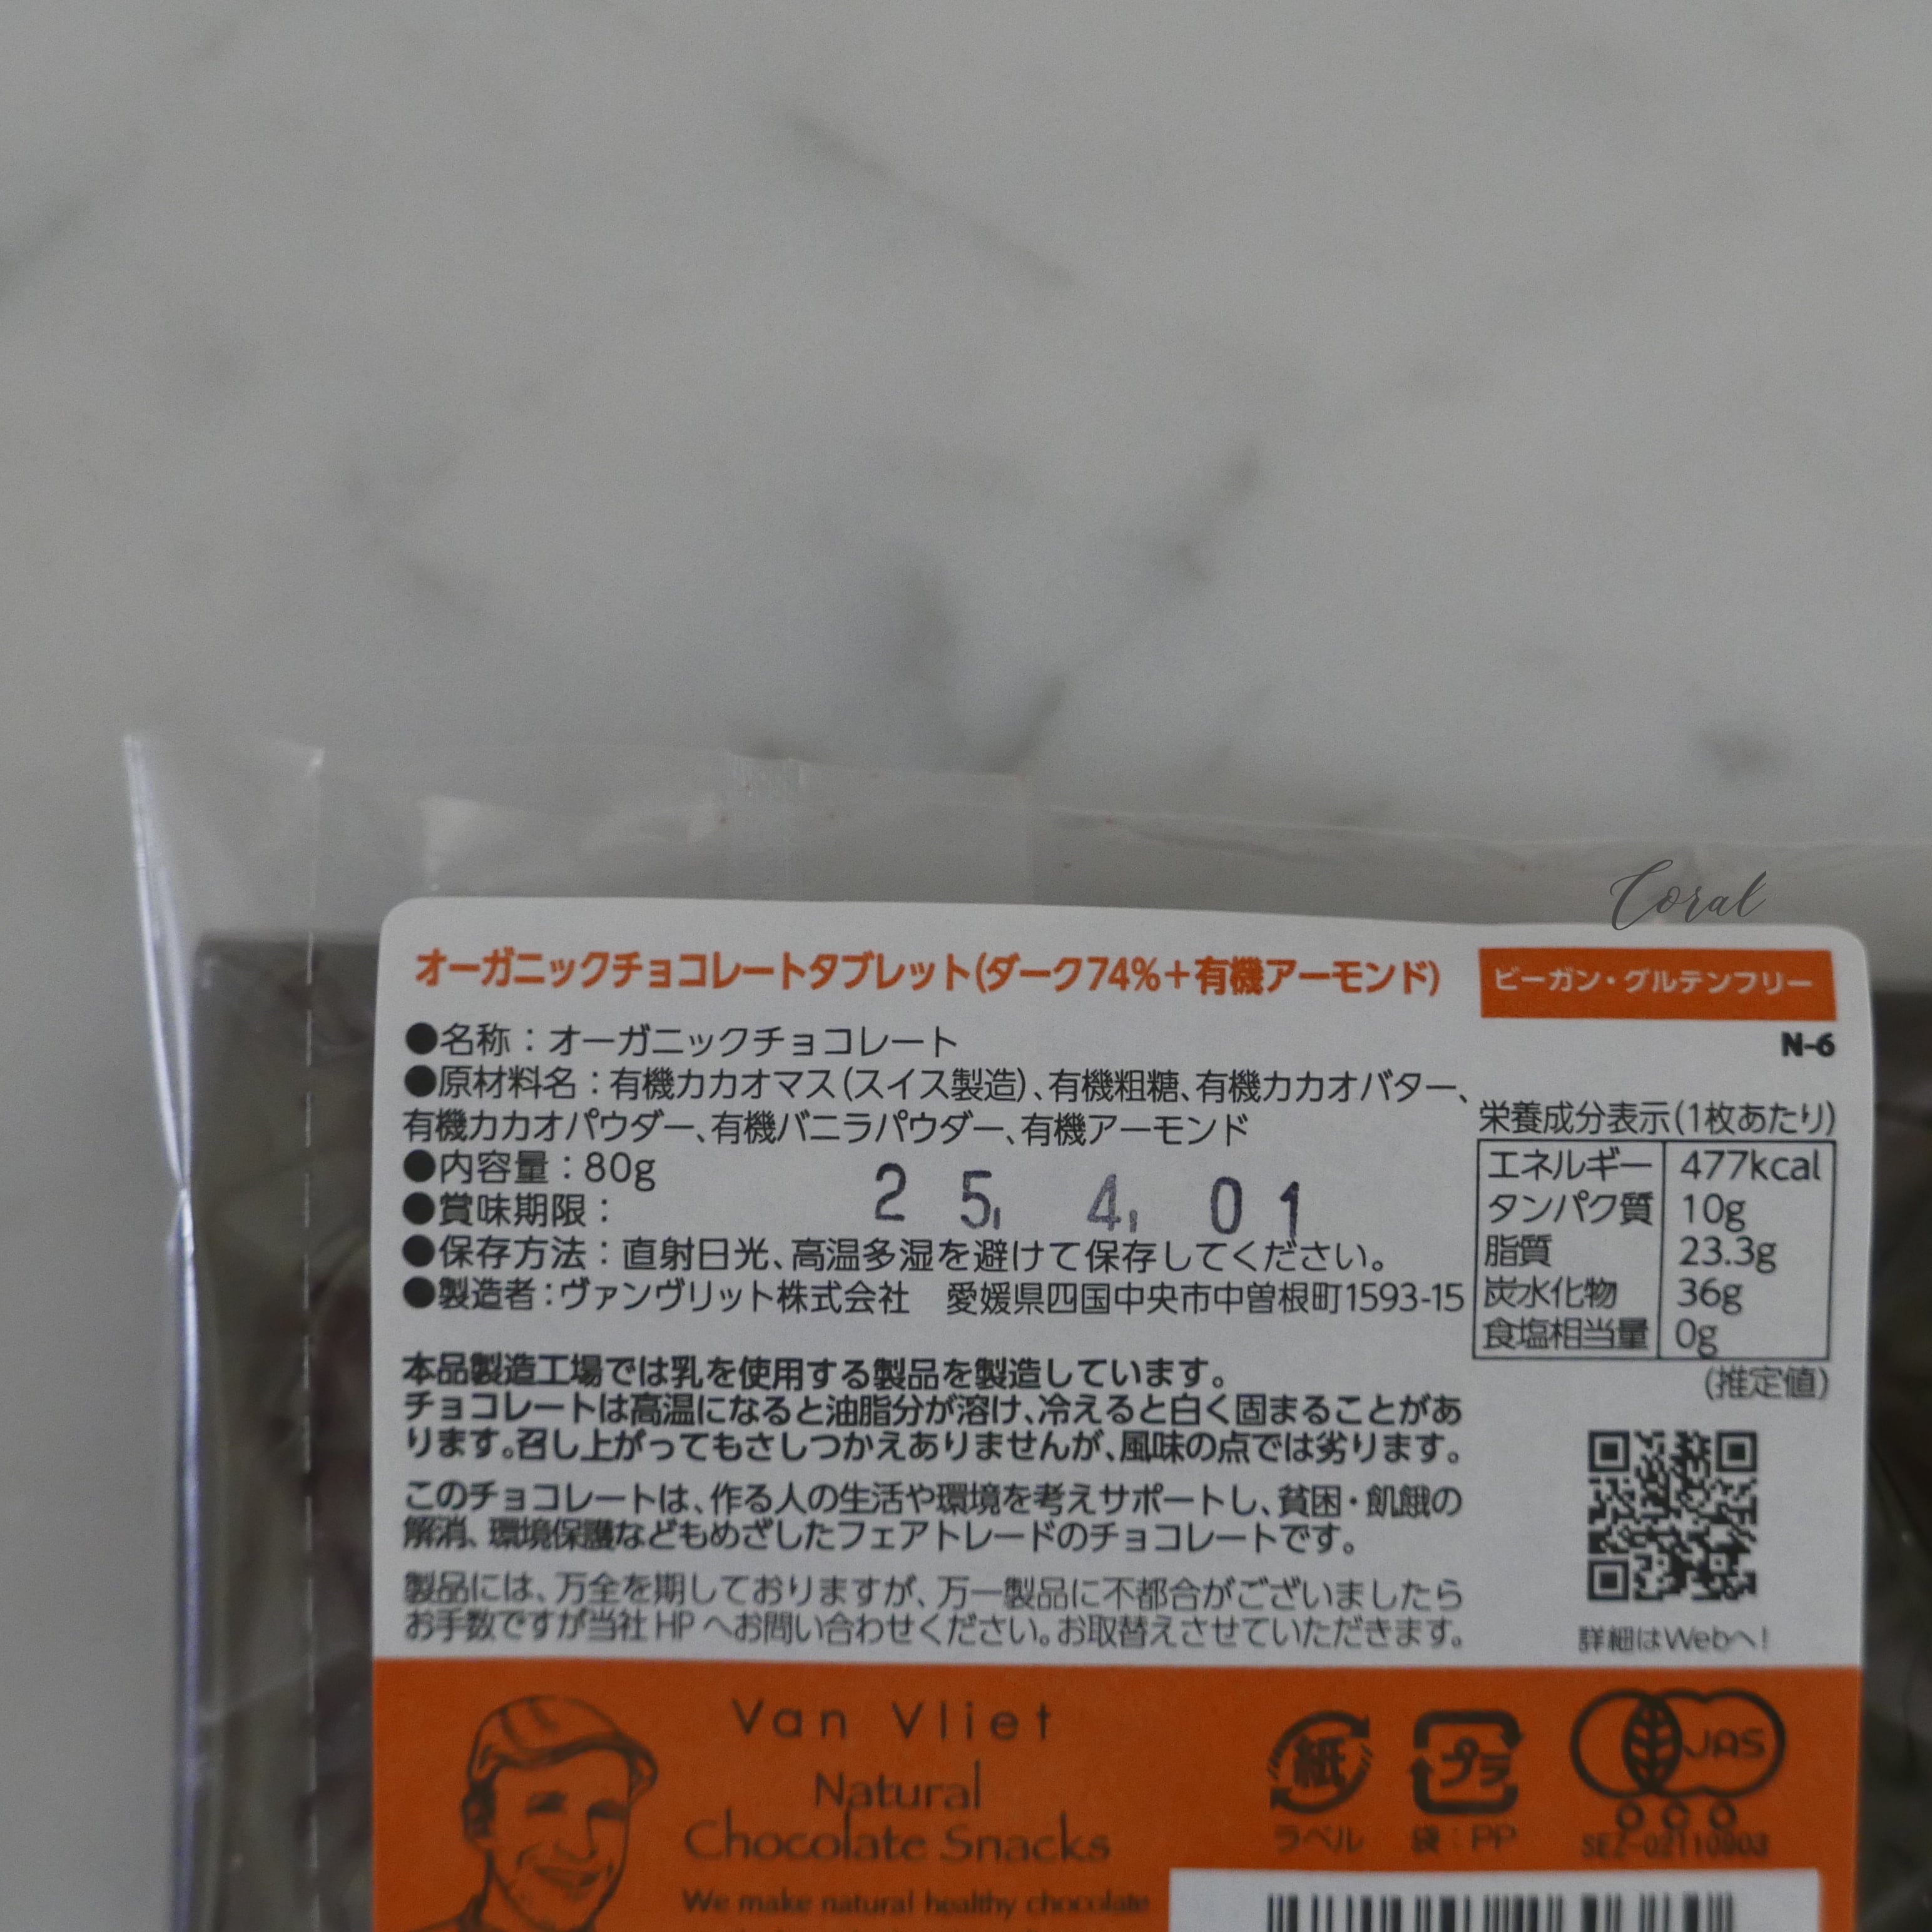 Coral
オーガニックチョコレートタブレット(ダーク74%＋有機アーモンド)
ビーガン・グルテンフリー
N-6
●名称：オーガニックチョコレート
●原材料名：有機カカオマス(スイス製造)、有機粗糖、有機カカオバター、
有機カカオパウダー、有機バニラパウダー、有機アーモンド
●内容量：80g
●賞味期限： 25, 4, 01
●保存方法：直射日光、高温多湿を避けて保存してください。
●製造者：ヴァンヴリット株式会社　愛媛県四国中央市中曽根町1593-15
栄養成分表示(1枚あたり)
エネルギー 477kcal
タンパク質 10g
脂質 23.3g
炭水化物 36g
食塩相当量 0g
(推定値)
本品製造工場では乳を使用する製品を製造しています。
チョコレートは高温になると油脂分が溶け、冷えると白く固まることがあ
ります。召し上がってもさしつかえありませんが、風味の点では劣ります。
このチョコレートは、作る人の生活や環境を考えサポートし、貧困・飢餓の
解消、環境保護などもめざしたフェアトレードのチョコレートです。
製品には、万全を期しておりますが、万一製品に不都合がございましたら
お手数ですが当社HPへお問い合わせください。お取替えさせていただきます。
詳細はWebへ!
Van Vliet
Natural
Chocolate Snacks
We make natural healthy chocolate
紙
ラベル
プラ
袋：PP
JAS
SEZ-02110903